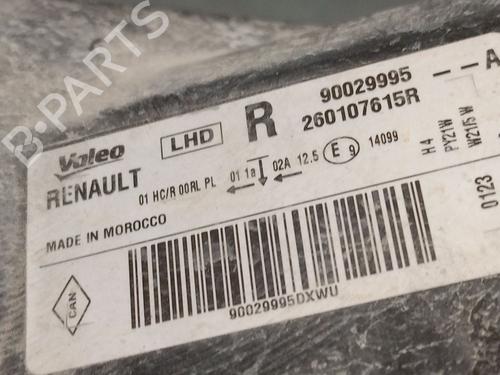 B-PARTS
90029995 -- A
Valeo LHD R 260107615R
RENAULT 01 HC/R 00RL PL 01 1a 02A 12.5 E 9 14099 H4 PY21W W21/5 W
MADE IN MOROCCO 0123
CAN
90029995DXWU